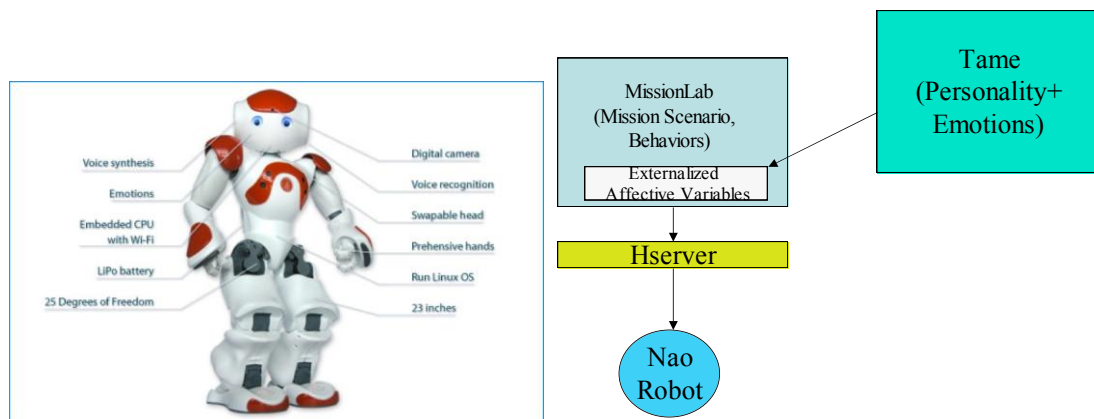 Voice synthesis
Emotions
Embedded CPU
with Wi-Fi
LiPo battery
25 Degrees of Freedom
Digital camera
Voice recognition
Swapable head
Prehensive hands
Run Linux OS
23 inches
MissionLab
(Mission Scenario,
Behaviors)
Externalized
Affective Variables
Hserver
Nao
Robot
Tame
(Personality+
Emotions)